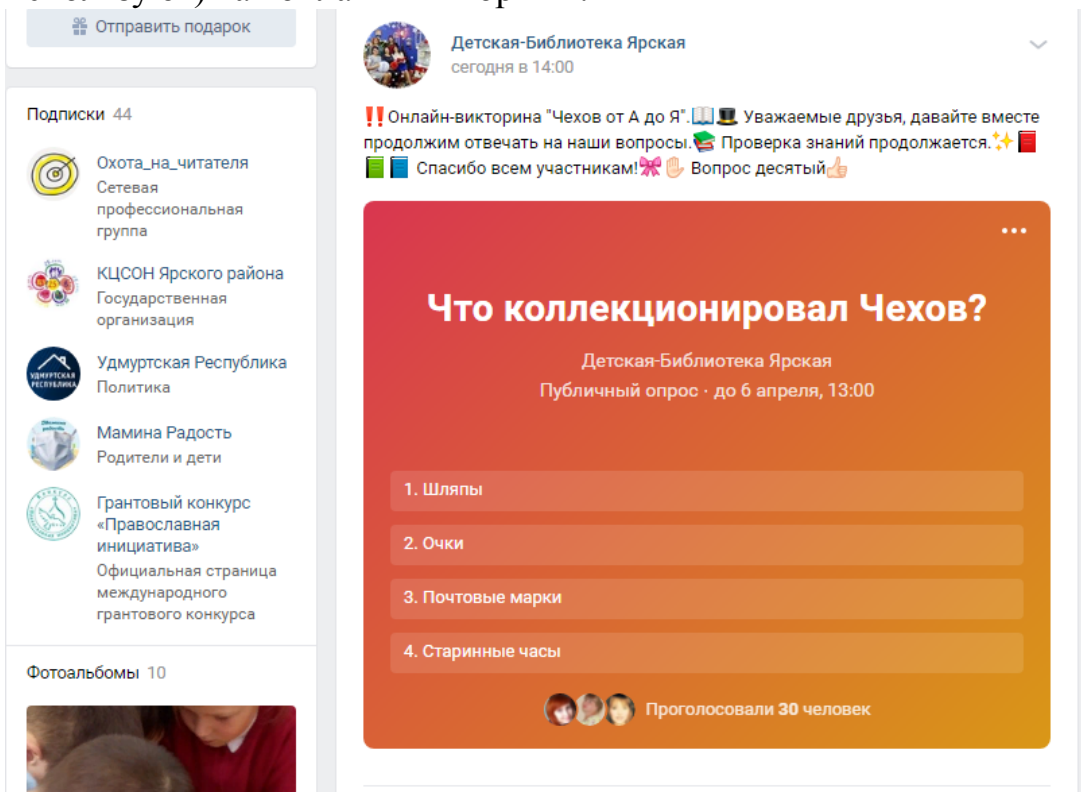 Отправить подарок
Подписки 44
Охота_на_читателя
Сетевая
профессиональная
группа
КЦСОН Ярского района
Государственная
организация
УДМУРТСКАЯ
РЕСПУБЛИКА
Удмуртская Республика
Политика
Мамина Радость
Родители и дети
Грантовый конкурс
«Православная
инициатива»
Официальная страница
международного
грантового конкурса
Фотоальбомы 10
Детская-Библиотека Ярская
сегодня в 14:00
‼️Онлайн-викторина "Чехов от А до Я".📖🎩 Уважаемые друзья, давайте вместе
продолжим отвечать на наши вопросы.📚 Проверка знаний продолжается.✨📕
📗📘 Спасибо всем участникам!🎀✋🏻 Вопрос десятый👍🏻
Что коллекционировал Чехов?
Детская-Библиотека Ярская
Публичный опрос · до 6 апреля, 13:00
1. Шляпы
2. Очки
3. Почтовые марки
4. Старинные часы
Проголосовали 30 человек